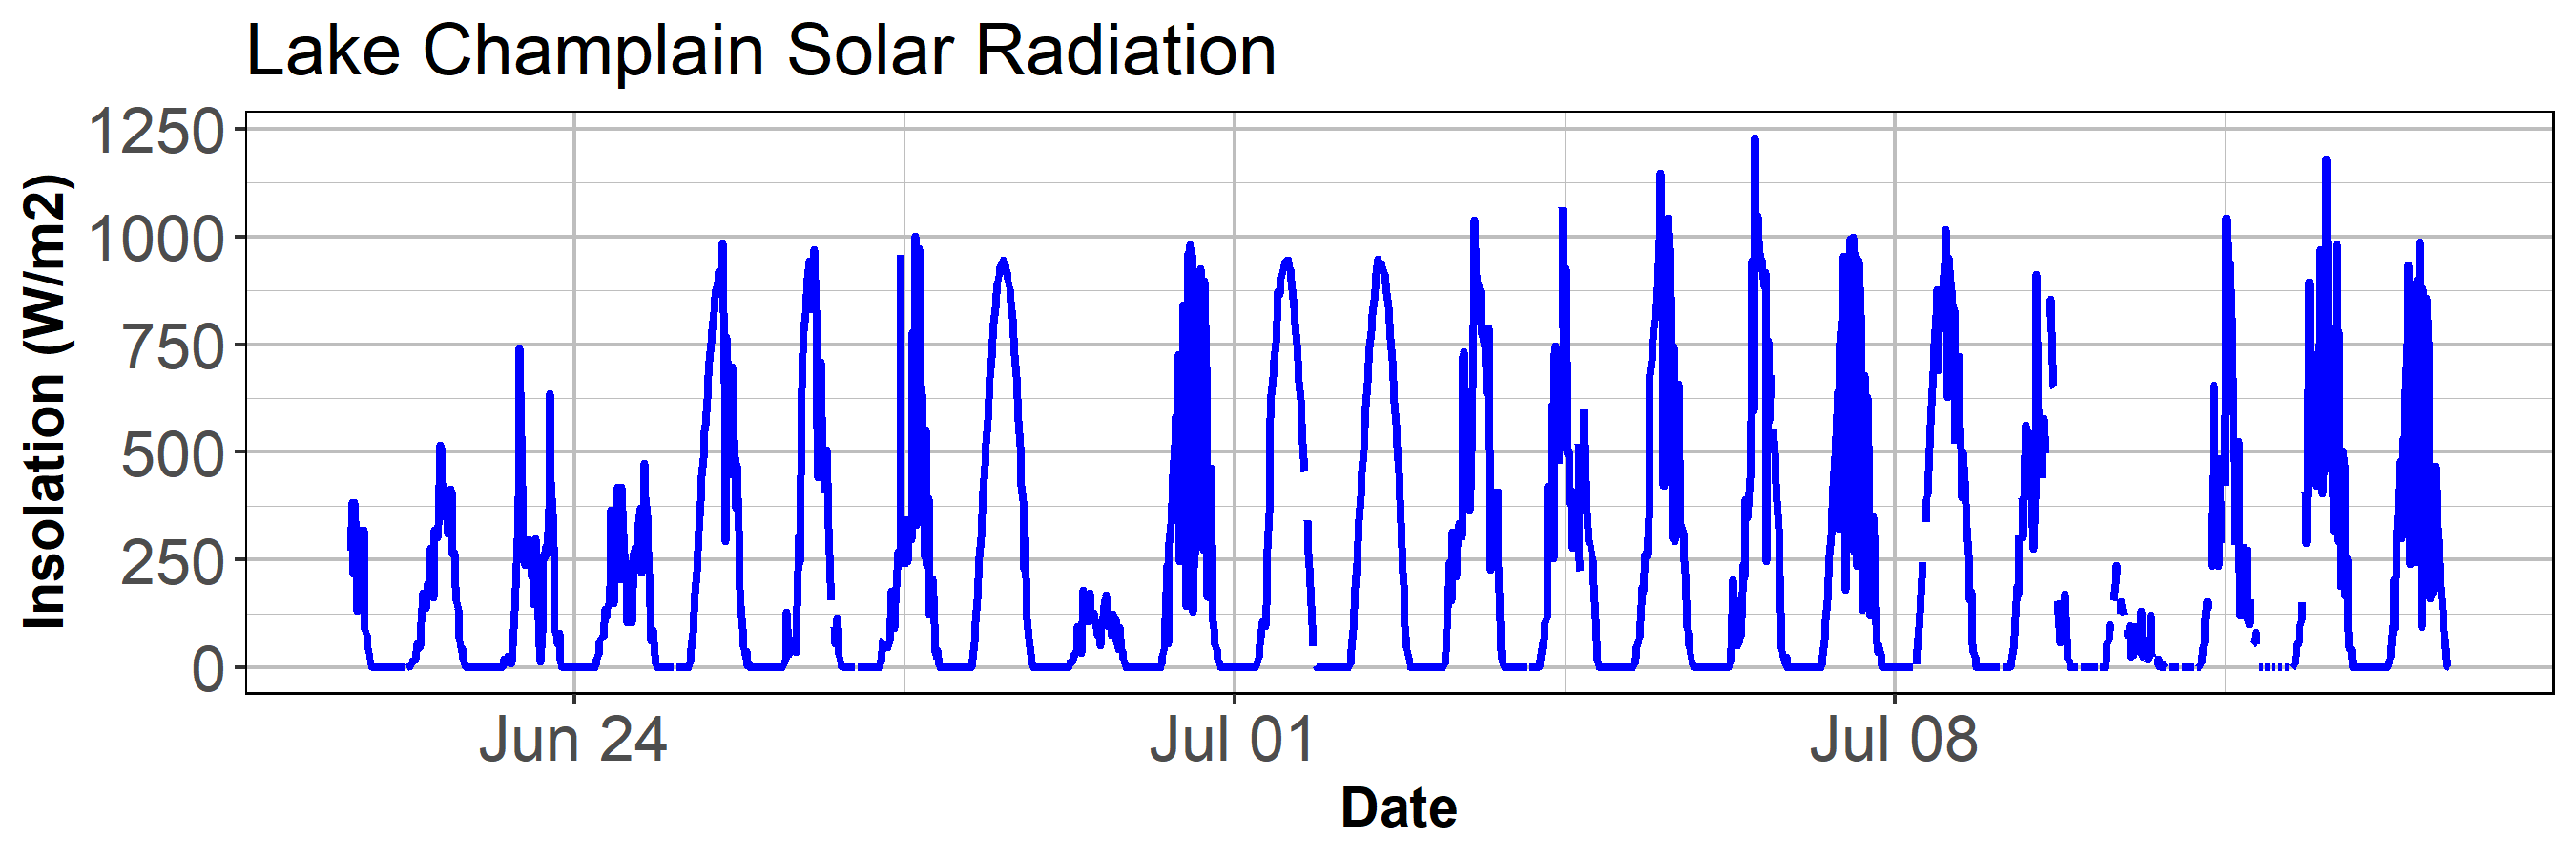 Lake Champlain Solar Radiation
Insolation (W/m2)
1250
1000
750
500
250
0
Jun 24
Jul 01
Jul 08
Date